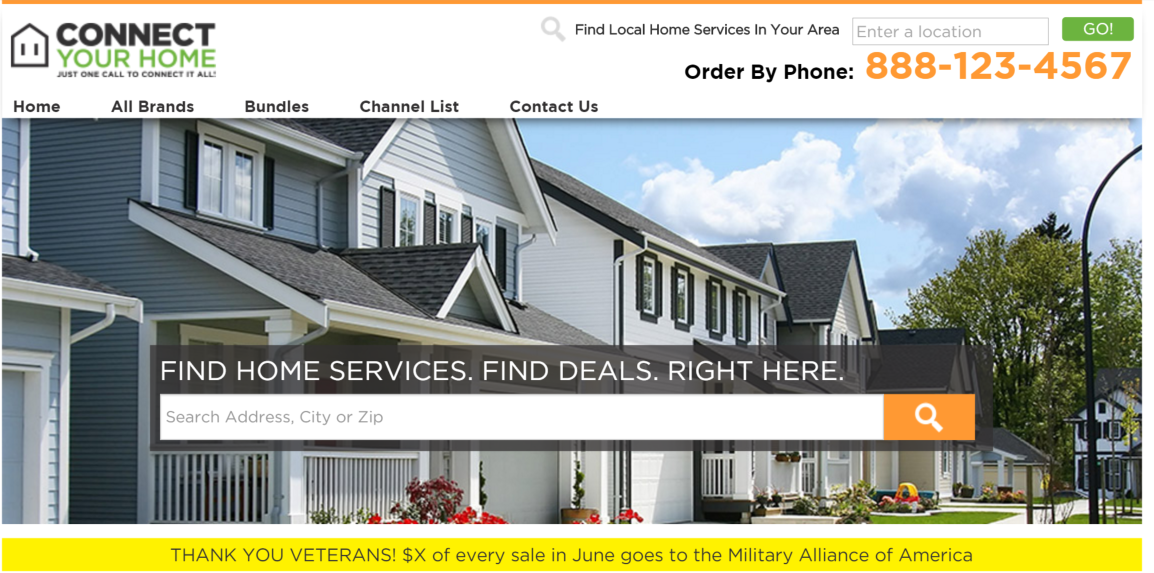 CONNECT
YOUR HOME
JUST ONE CALL TO CONNECT IT ALL!
Find Local Home Services In Your Area
Enter a location
GO!
Order By Phone: 888-123-4567
Home All Brands Bundles Channel List Contact Us
FIND HOME SERVICES. FIND DEALS. RIGHT HERE.
Search Address, City or Zip
THANK YOU VETERANS! $X of every sale in June goes to the Military Alliance of America